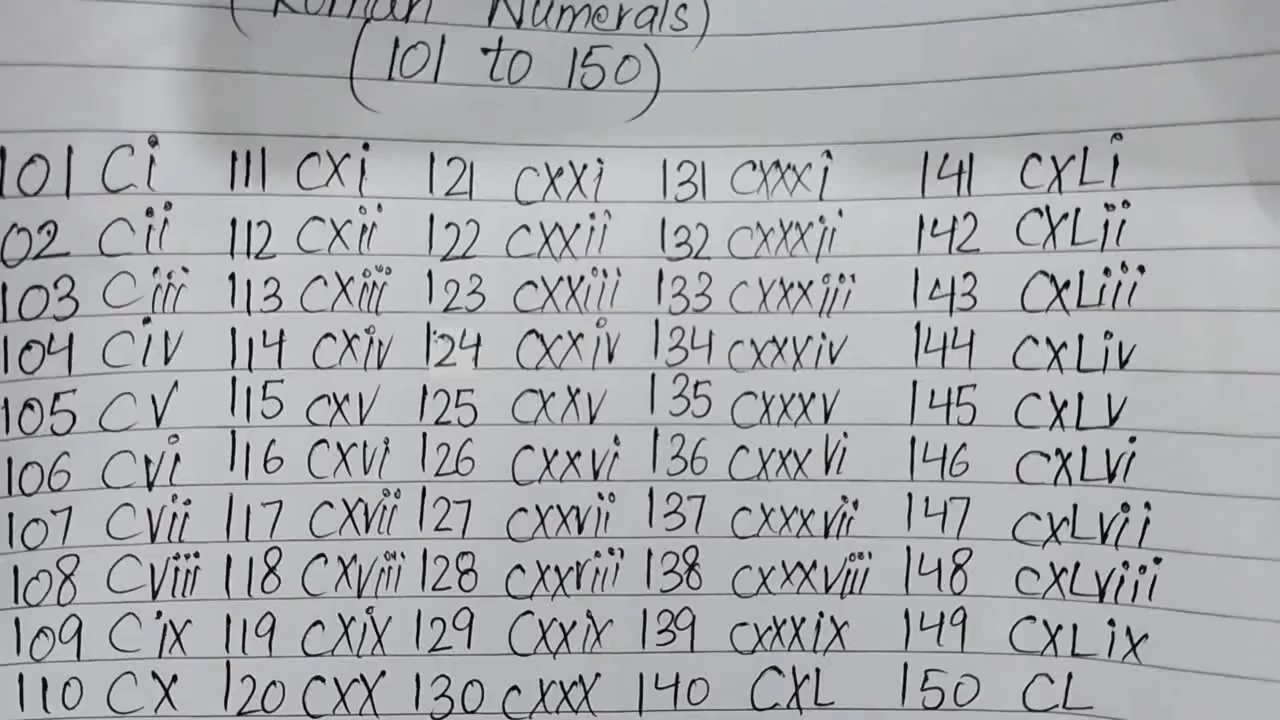 (Roman Numerals)
(101 to 150)
101 Ci 111 CXi 121 CXXi 131 CXXXi 141 CXLi
02 Cii 112 CXii 122 CXXii 132 CXXXii 142 CXLii
103 Ciii 113 CXiii 123 CXXiii 133 CXXXiii 143 CXLiii
104 Civ 114 CXiv 124 CXXiv 134 CXXXiv 144 CXLiv
105 CV 115 CXV 125 CXXV 135 CXXXV 145 CXLV
106 CVi 116 CXVi 126 CXXVi 136 CXXXVi 146 CXLVi
107 CVii 117 CXVii 127 CXXVii 137 CXXXVii 147 CXLVii
108 CViii 118 CXViii 128 CXXViii 138 CXXXViii 148 CXLViii
109 CiX 119 CXiX 129 CXXiX 139 CXXXiX 149 CXLiX
110 CX 120 CXX 130 CXXX 140 CXL 150 CL